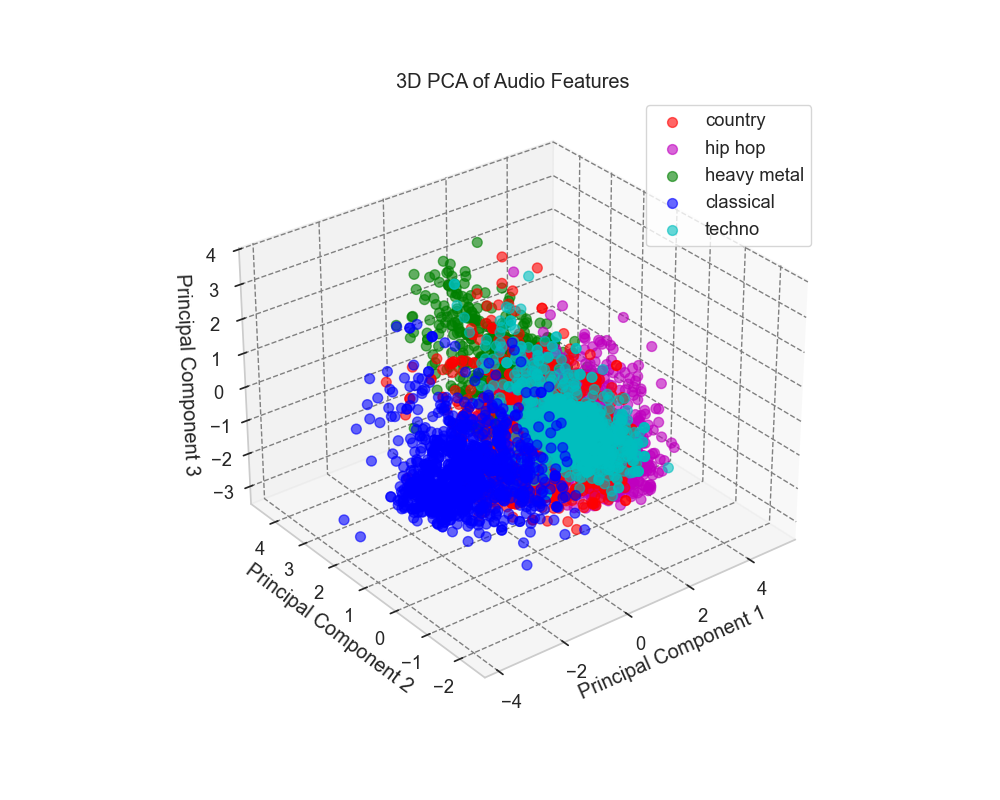 3D PCA of Audio Features
country
hip hop
heavy metal
classical
techno
4
3
2
1
0
−1
−2
−3
Principal Component 3
4
3
2
1
0
−1
−2
Principal Component 2
−4
−2
0
2
4
Principal Component 1